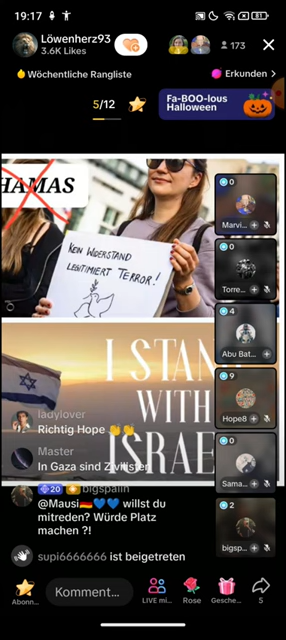 19:17
81
Löwenherz93
3.6K Likes
173
Wöchentliche Rangliste
Erkunden >
5/12
Fa-BOO-lous
Halloween
HAMAS
KEIN WIDERSTAND
LEGITIMIERT TERROR!
0
Marvi...
0
Torre...
4
Abu Bat...
9
Hope8
0
Sama...
2
bigsp...
I STAN
WITH
ISRAE
ladylover
Richtig Hope 👏👏
Master
In Gaza sind Zivilisten
20
bigspalin
@Mausi🇩🇪💙💙 willst du
mitreden? Würde Platz
machen ?!
supi6666666 ist beigetreten
Abonn...
Komment...
LIVE mi...
Rose
Gesche...
5